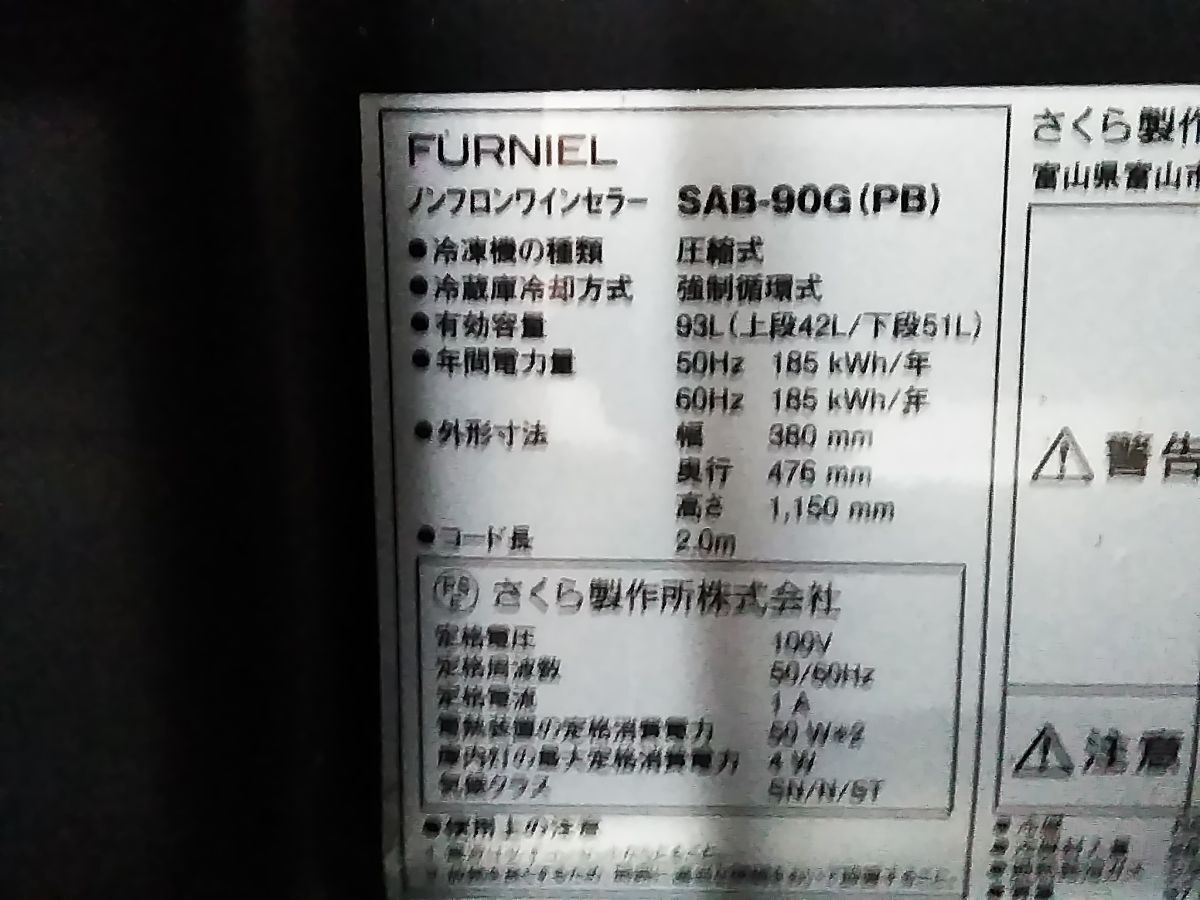 FURNIEL
ノンフロンワインセラー SAB-90G(PB)
●冷凍機の種類 圧縮式
●冷蔵庫冷却方式 強制循環式
●有効容量 93L(上段42L/下段51L)
●年間電力量 50Hz 185 kWh/年
60Hz 185 kWh/年
●外形寸法 幅 380 mm
奥行 476 mm
高さ 1,150 mm
●コード長 2.0m
PSE さくら製作所株式会社
定格電圧 100V
定格周波数 50/60Hz
定格電流 1 A
電熱装置の定格消費電力 50 W*2
庫内灯の最大定格消費電力 4 W
気候クラス SN/N/ST
●使用上の注意
さくら製作
富山県富山市
⚠警告
⚠注意